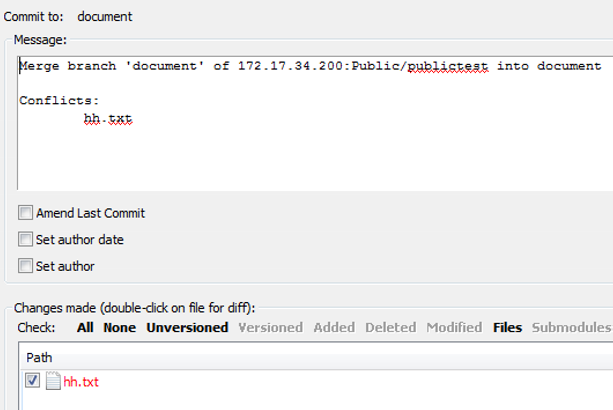 Commit to: document
Message:
Merge branch 'document' of 172.17.34.200:Public/publictest into document
Conflicts:
hh.txt
Amend Last Commit
Set author date
Set author
Changes made (double-click on file for diff):
Check: All None Unversioned Versioned Added Deleted Modified Files Submodules
Path
hh.txt